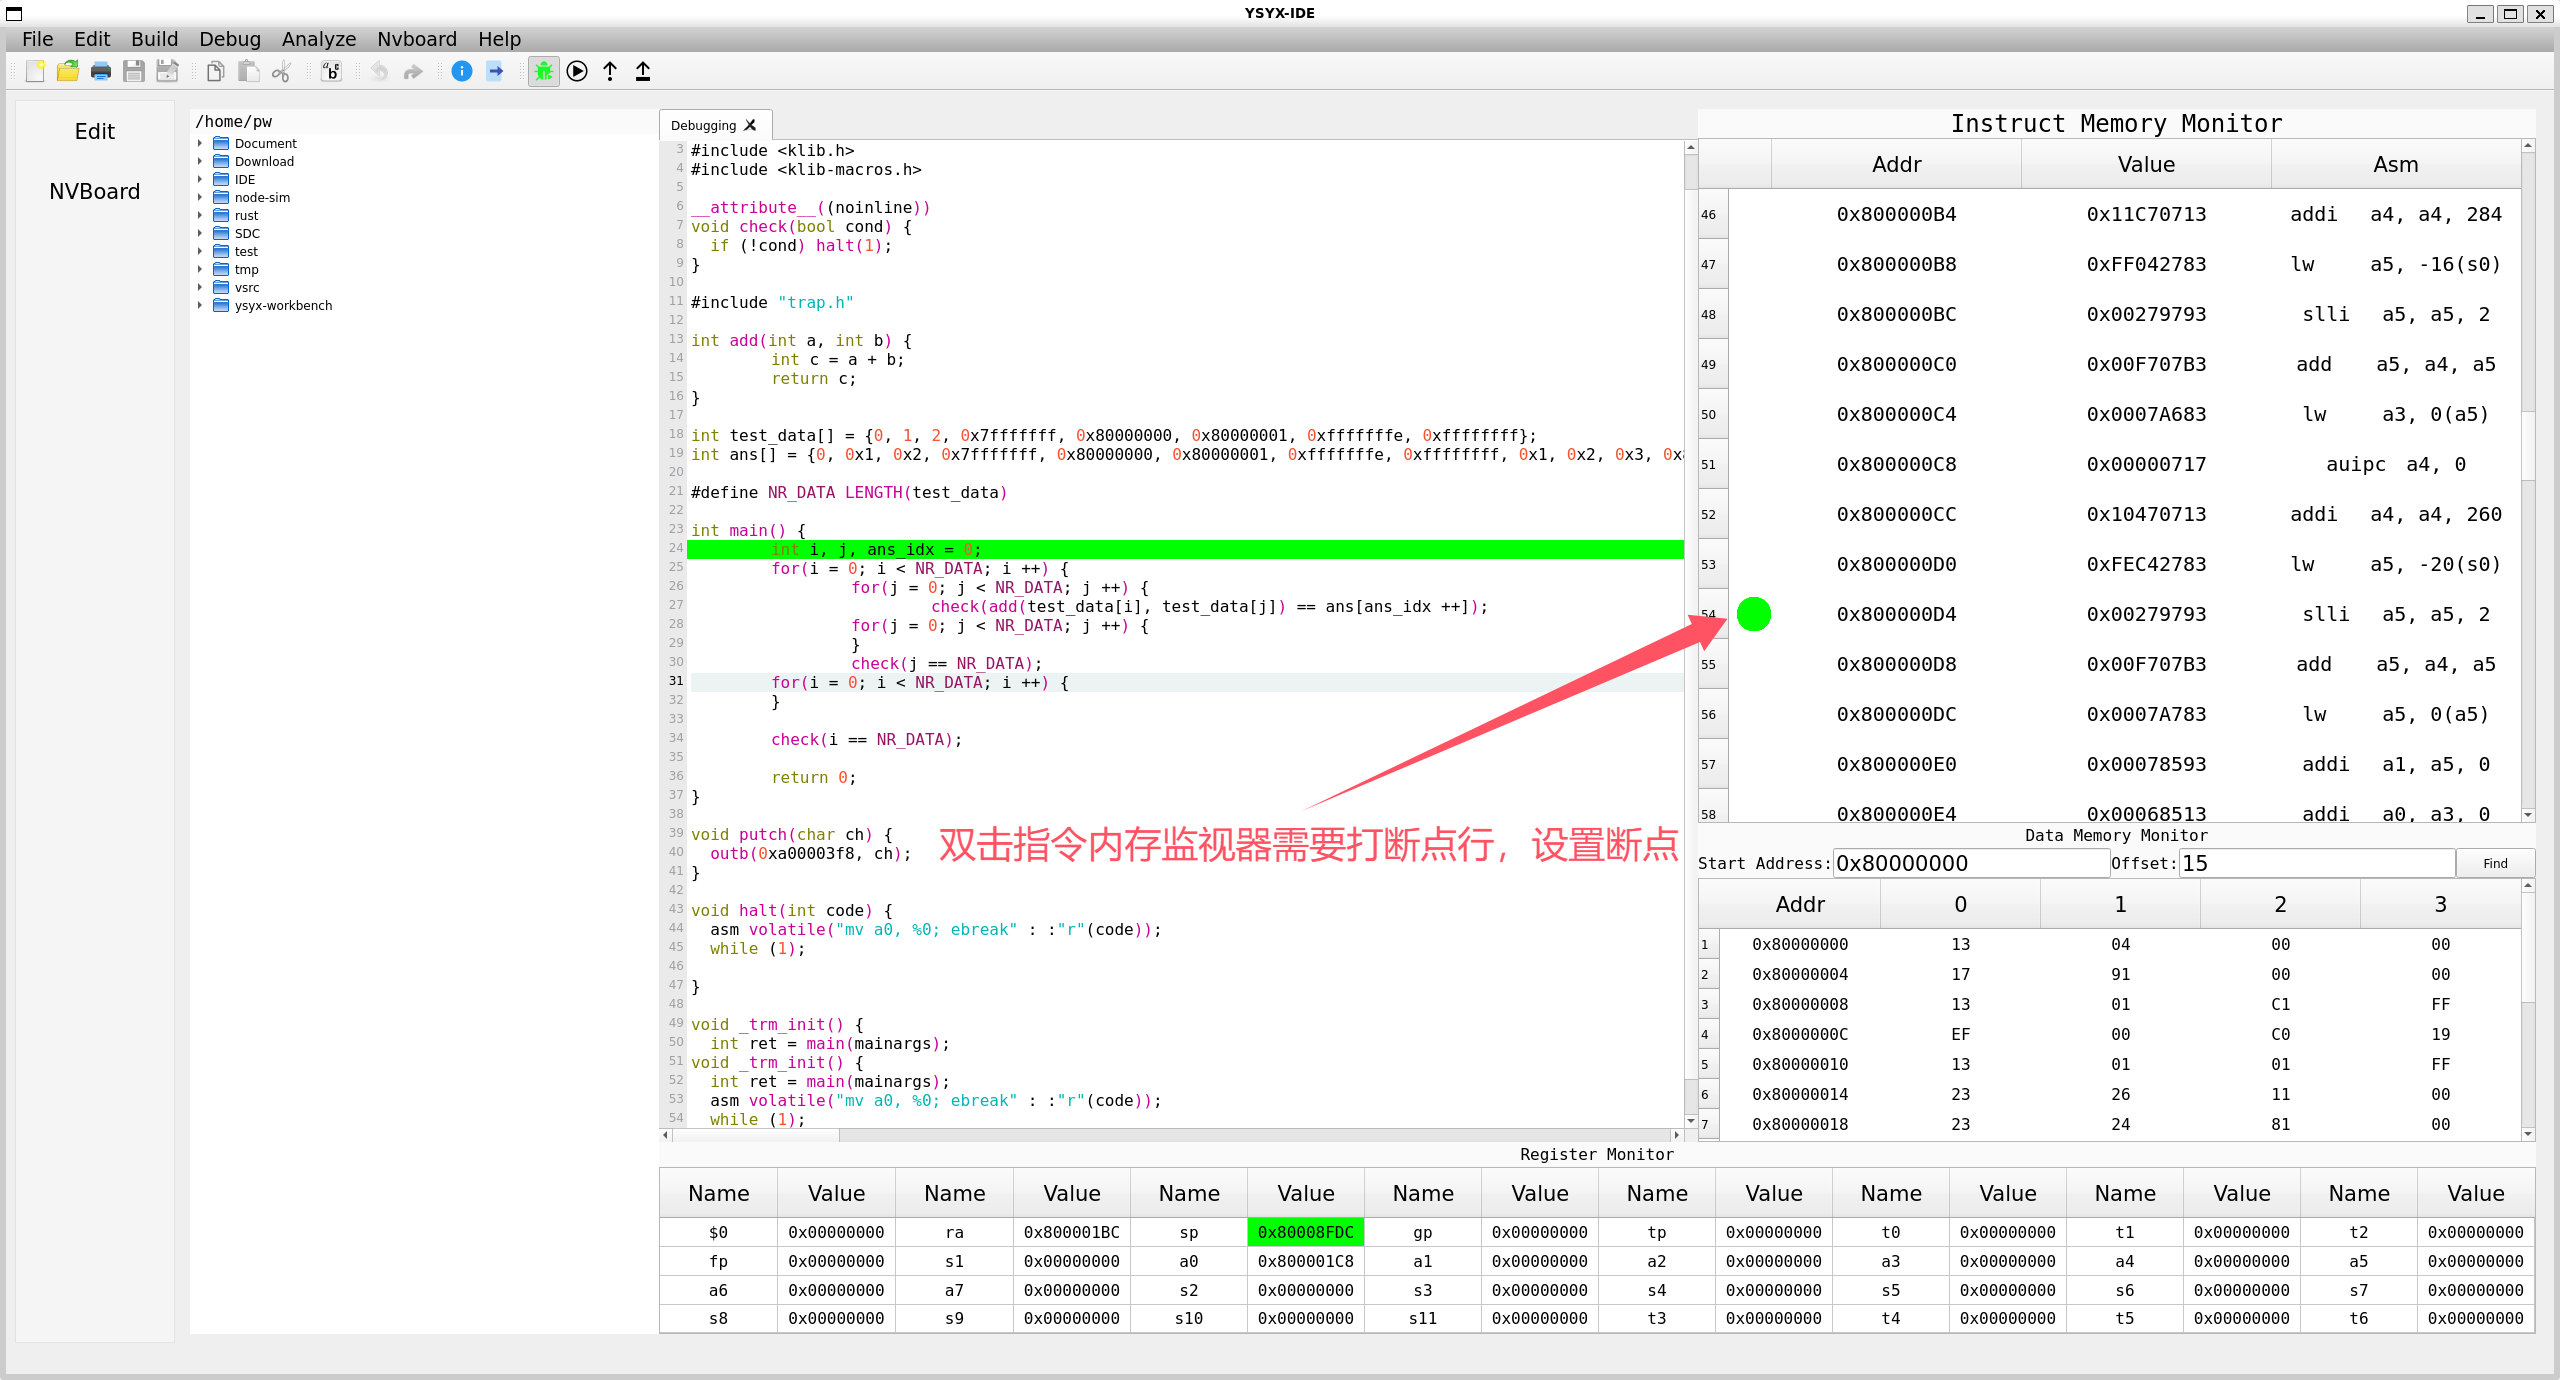 YSYX-IDE
File Edit Build Debug Analyze Nvboard Help
Edit
NVBoard
/home/pw
Document
Download
IDE
node-sim
rust
SDC
test
tmp
vsrc
ysyx-workbench
Debugging
3 #include <klib.h>
4 #include <klib-macros.h>
5
6 __attribute__((noinline))
7 void check(bool cond) {
8 if (!cond) halt(1);
9 }
10
11 #include "trap.h"
12
13 int add(int a, int b) {
14 int c = a + b;
15 return c;
16 }
17
18 int test_data[] = {0, 1, 2, 0x7fffffff, 0x80000000, 0x80000001, 0xfffffffe, 0xffffffff};
19 int ans[] = {0, 0x1, 0x2, 0x7fffffff, 0x80000000, 0x80000001, 0xfffffffe, 0xffffffff, 0x1, 0x2, 0x3,
20
21 #define NR_DATA LENGTH(test_data)
22
23 int main() {
24 int i, j, ans_idx = 0;
25 for(i = 0; i < NR_DATA; i ++) {
26 for(j = 0; j < NR_DATA; j ++) {
27 check(add(test_data[i], test_data[j]) == ans[ans_idx ++]);
28 for(j = 0; j < NR_DATA; j ++) {
29 }
30 check(j == NR_DATA);
31 for(i = 0; i < NR_DATA; i ++) {
32 }
33
34 check(i == NR_DATA);
35
36 return 0;
37 }
38
39 void putch(char ch) {
40 outb(0xa00003f8, ch);
41 }
42
43 void halt(int code) {
44 asm volatile("mv a0, %0; ebreak" : :"r"(code));
45 while (1);
46
47 }
48
49 void _trm_init() {
50 int ret = main(mainargs);
51 void _trm_init() {
52 int ret = main(mainargs);
53 asm volatile("mv a0, %0; ebreak" : :"r"(code));
54 while (1);
双击指令内存监视器需要打断点行，设置断点
Instruct Memory Monitor
Addr Value Asm
46 0x800000B4 0x11C70713 addi a4, a4, 284
47 0x800000B8 0xFF042783 lw a5, -16(s0)
48 0x800000BC 0x00279793 slli a5, a5, 2
49 0x800000C0 0x00F707B3 add a5, a4, a5
50 0x800000C4 0x0007A683 lw a3, 0(a5)
51 0x800000C8 0x00000717 auipc a4, 0
52 0x800000CC 0x10470713 addi a4, a4, 260
53 0x800000D0 0xFEC42783 lw a5, -20(s0)
54 0x800000D4 0x00279793 slli a5, a5, 2
55 0x800000D8 0x00F707B3 add a5, a4, a5
56 0x800000DC 0x0007A783 lw a5, 0(a5)
57 0x800000E0 0x00078593 addi a1, a5, 0
58 0x800000E4 0x00068513 addi a0, a3, 0
Data Memory Monitor
Start Address: 0x80000000 Offset: 15 Find
Addr 0 1 2 3
1 0x80000000 13 04 00 00
2 0x80000004 17 91 00 00
3 0x80000008 13 01 C1 FF
4 0x8000000C EF 00 C0 19
5 0x80000010 13 01 01 FF
6 0x80000014 23 26 11 00
7 0x80000018 23 24 81 00
Register Monitor
Name Value Name Value Name Value Name Value Name Value Name Value Name Value Name Value
$0 0x00000000 ra 0x800001BC sp 0x80008FDC gp 0x00000000 tp 0x00000000 t0 0x00000000 t1 0x00000000 t2 0x00000000
fp 0x00000000 s1 0x00000000 a0 0x800001C8 a1 0x00000000 a2 0x00000000 a3 0x00000000 a4 0x00000000 a5 0x00000000
a6 0x00000000 a7 0x00000000 s2 0x00000000 s3 0x00000000 s4 0x00000000 s5 0x00000000 s6 0x00000000 s7 0x00000000
s8 0x00000000 s9 0x00000000 s10 0x00000000 s11 0x00000000 t3 0x00000000 t4 0x00000000 t5 0x00000000 t6 0x00000000